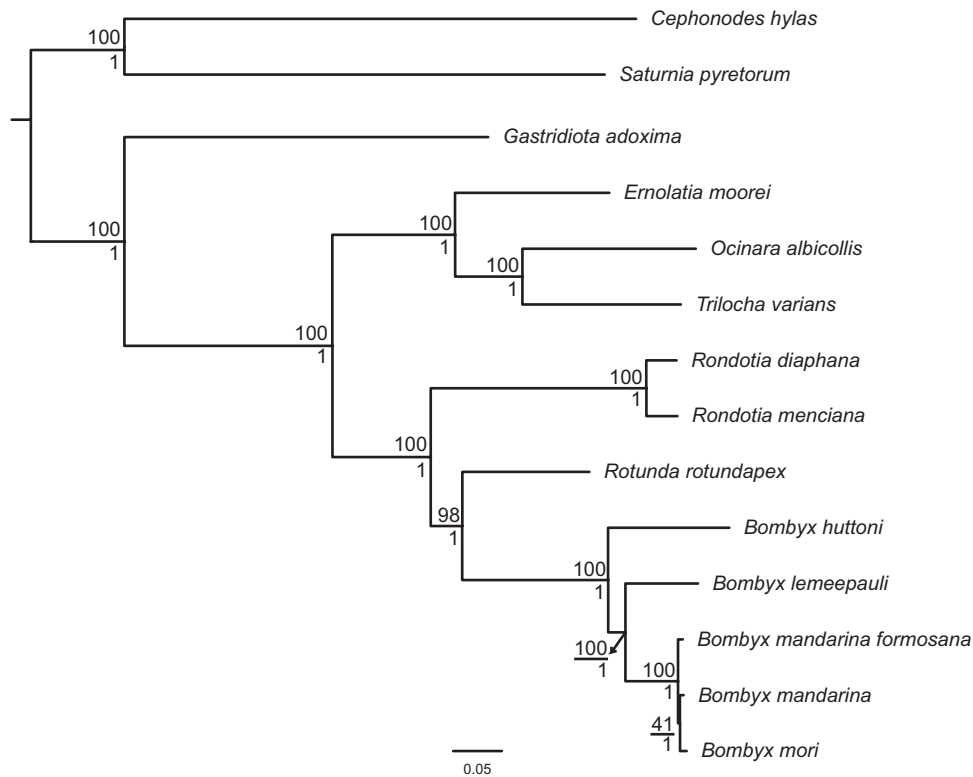 Cephonodes hylas
100
1
Saturnia pyretorum
Gastridiota adoxima
Ernolatia moorei
100
1
100
1
Ocinara albicollis
100
1
Trilocha varians
100
1
Rondotia diaphana
100
1
Rondotia menciana
100
1
Rotunda rotundapex
98
1
Bombyx huttoni
100
1
Bombyx lemeepauli
Bombyx mandarina formosana
100
1
100
1
Bombyx mandarina
41
1
Bombyx mori
0.05